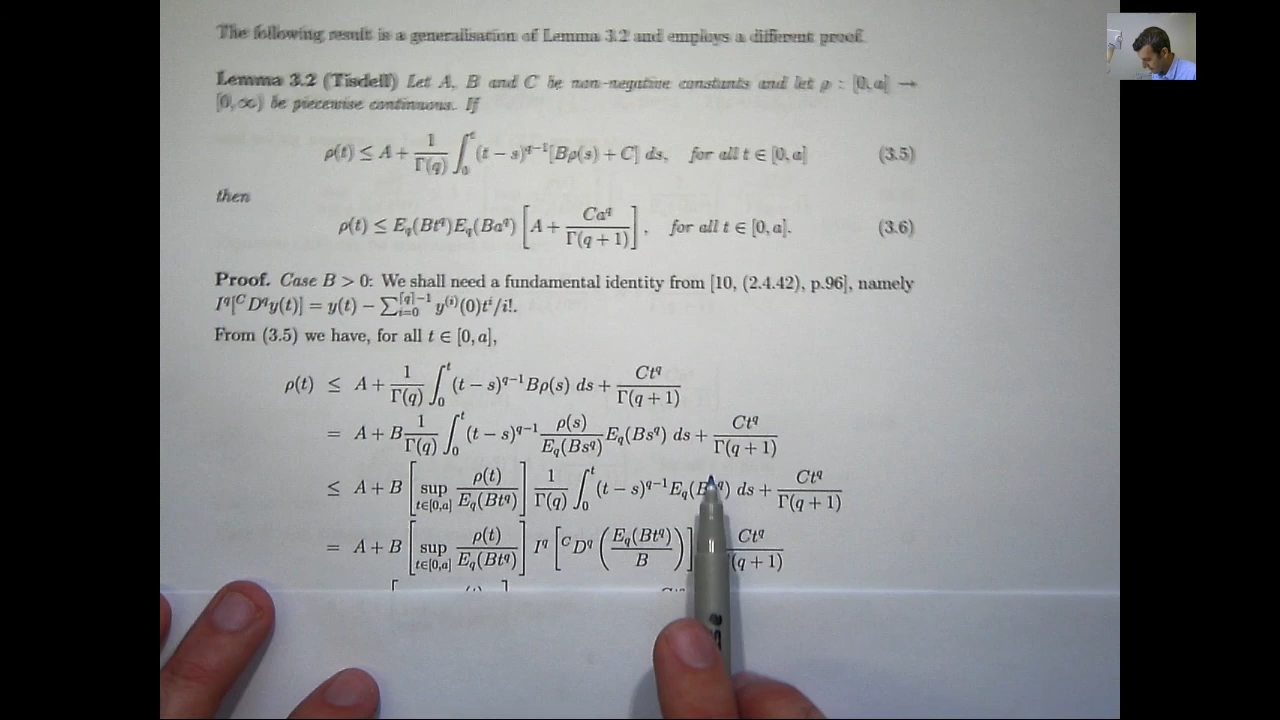 The following result is a generalisation of Lemma 3.2 and employs a different proof.
Lemma 3.2 (Tisdell) Let A, B and C be non-negative constants and let ρ : [0, a] →
[0, ∞) be piecewise continuous. If
ρ(t) ≤ A + 1/Γ(q) ∫₀ᵗ (t − s)^{q−1}[Bρ(s) + C] ds, for all t ∈ [0, a] (3.5)
then
ρ(t) ≤ E_q(Bt^q)E_q(Ba^q) [A + Ca^q/Γ(q + 1)], for all t ∈ [0, a]. (3.6)
Proof. Case B > 0: We shall need a fundamental identity from [10, (2.4.42), p.96], namely
I^q[^C D^q y(t)] = y(t) − ∑_{i=0}^{⌈q⌉−1} y^{(i)}(0)t^i/i!.
From (3.5) we have, for all t ∈ [0, a],
ρ(t) ≤ A + 1/Γ(q) ∫₀ᵗ (t − s)^{q−1} Bρ(s) ds + Ct^q/Γ(q + 1)
= A + B 1/Γ(q) ∫₀ᵗ (t − s)^{q−1} ρ(s)/E_q(Bs^q) E_q(Bs^q) ds + Ct^q/Γ(q + 1)
≤ A + B [sup_{t∈[0,a]} ρ(t)/E_q(Bt^q)] 1/Γ(q) ∫₀ᵗ (t − s)^{q−1} E_q(B q) ds + Ct^q/Γ(q + 1)
= A + B [sup_{t∈[0,a]} ρ(t)/E_q(Bt^q)] I^q [^C D^q (E_q(Bt^q)/B)] Ct^q/(q + 1)